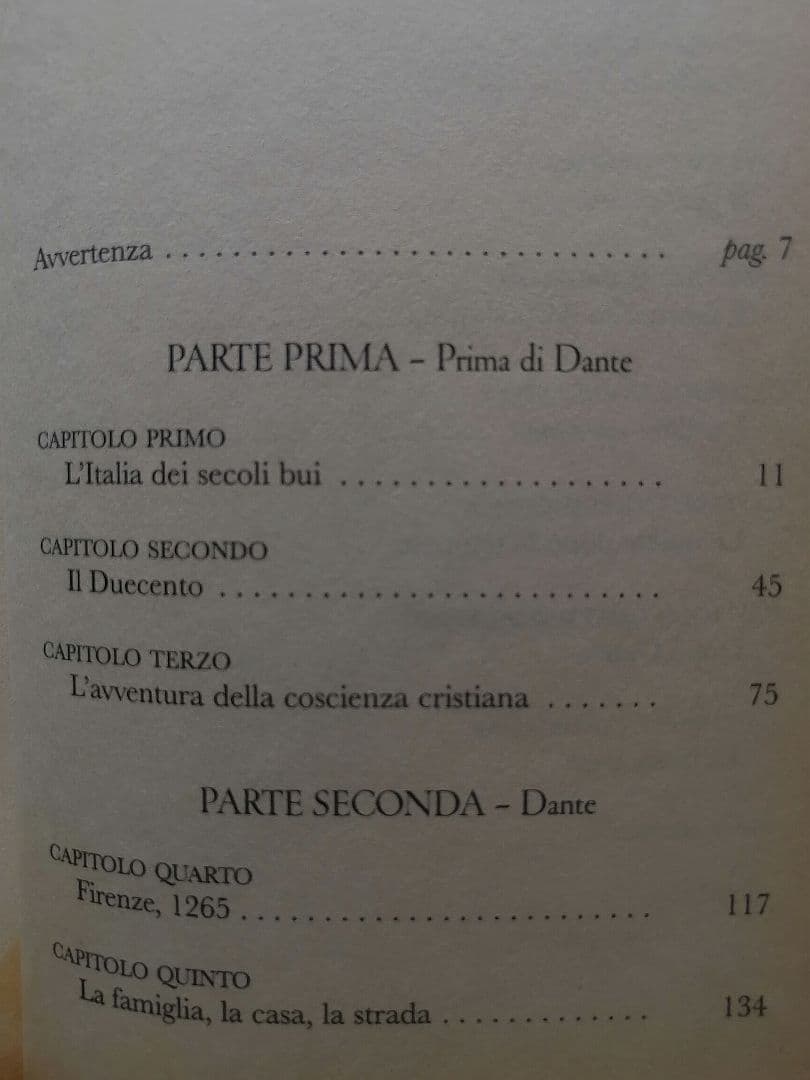 Avvertenza . . . . . . . . . . . . . . . . . . . . . . . . . . . . . . pag. 7
PARTE PRIMA – Prima di Dante
CAPITOLO PRIMO
L'Italia dei secoli bui . . . . . . . . . . . . . . . . . . . 11
CAPITOLO SECONDO
Il Duecento . . . . . . . . . . . . . . . . . . . . . . . . . . 45
CAPITOLO TERZO
L'avventura della coscienza cristiana . . . . . . . 75
PARTE SECONDA – Dante
CAPITOLO QUARTO
Firenze, 1265 . . . . . . . . . . . . . . . . . . . . . . . . 117
CAPITOLO QUINTO
La famiglia, la casa, la strada . . . . . . . . . . . . . 134